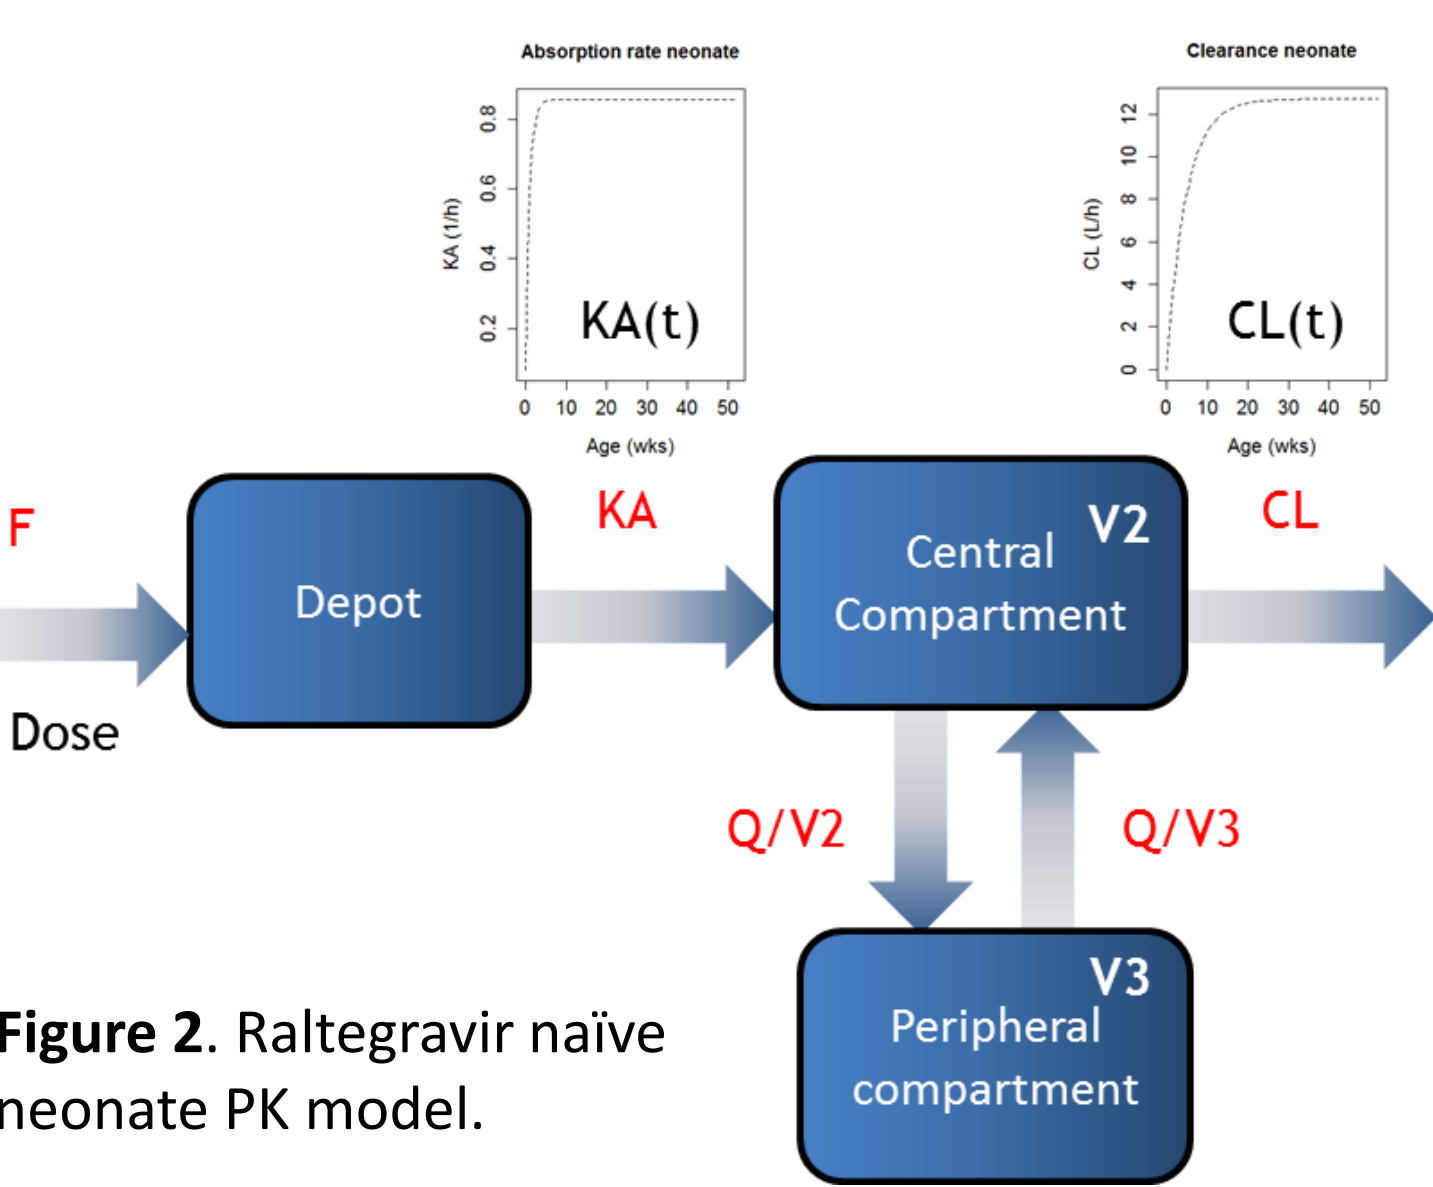 Absorption rate neonate
KA (1/h)
0.8
0.6
0.4
0.2
KA(t)
0 10 20 30 40 50
Age (wks)
Clearance neonate
CL (L/h)
12
10
8
6
4
2
0
CL(t)
0 10 20 30 40 50
Age (wks)
F
Dose
Depot
KA
V2
Central
Compartment
CL
Q/V2
Q/V3
V3
Peripheral
compartment
Figure 2. Raltegravir naïve
neonate PK model.